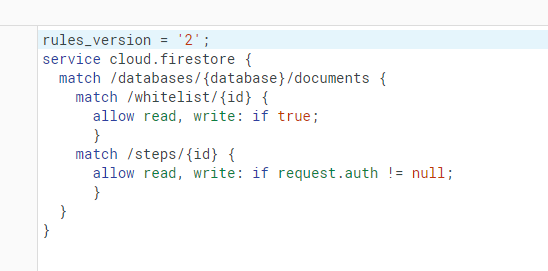 rules_version = '2';
service cloud.firestore {
  match /databases/{database}/documents {
    match /whitelist/{id} {
      allow read, write: if true;
      }
    match /steps/{id} {
      allow read, write: if request.auth != null;
      }
  }
}